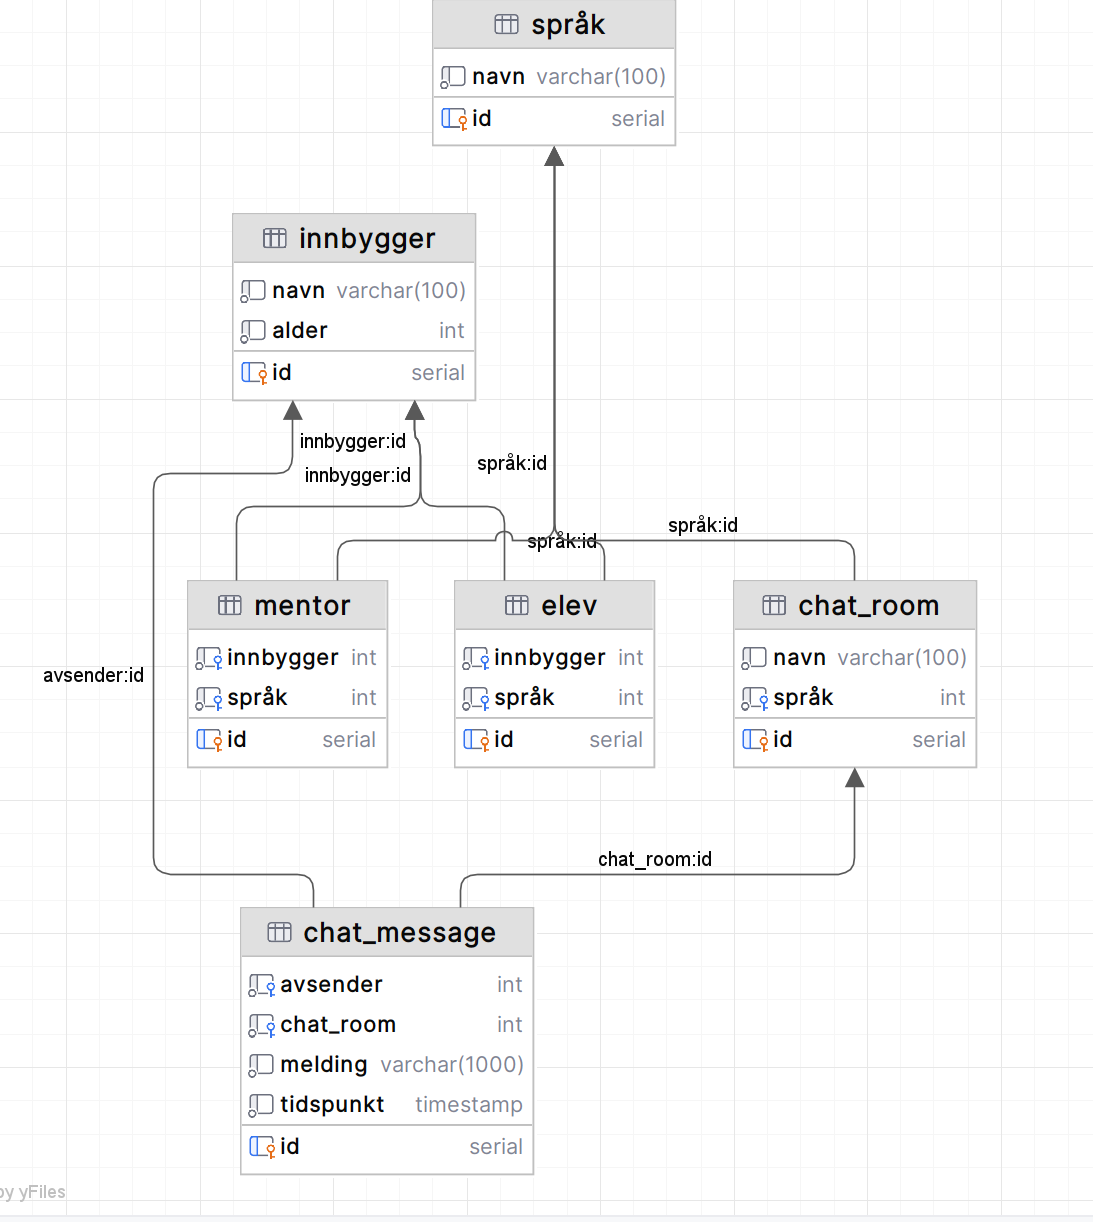 språk
navn varchar(100)
id serial
innbygger
navn varchar(100)
alder int
id serial
innbygger:id
innbygger:id
språk:id
språk:id
språk:id
mentor
innbygger int
språk int
id serial
elev
innbygger int
språk int
id serial
chat_room
navn varchar(100)
språk int
id serial
avsender:id
chat_room:id
chat_message
avsender int
chat_room int
melding varchar(1000)
tidspunkt timestamp
id serial
by yFiles